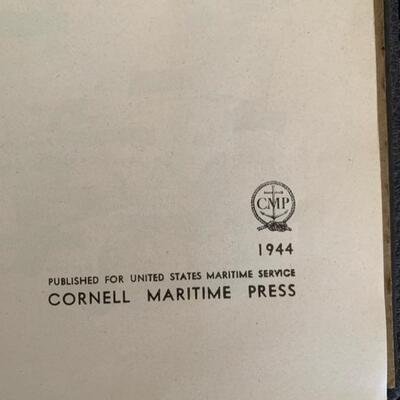 CMP
1944
PUBLISHED FOR UNITED STATES MARITIME SERVICE
CORNELL MARITIME PRESS